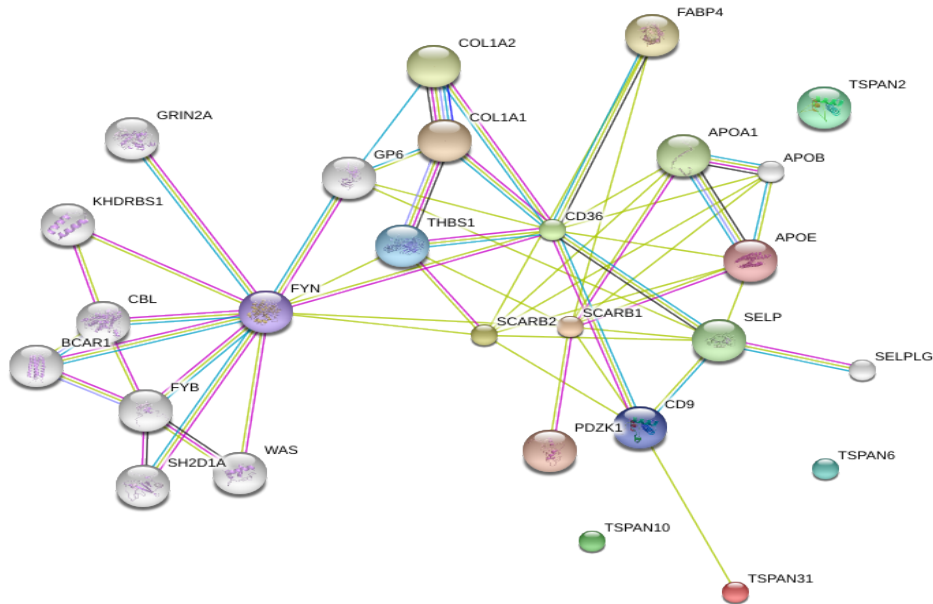 FABP4
COL1A2
TSPAN2
GRIN2A
COL1A1
APOA1
GP6
APOB
KHDRBS1
THBS1
CD36
APOE
FYN
CBL
SCARB2
SCARB1
SELP
BCAR1
SELPLG
FYB
CD9
PDZK1
WAS
SH2D1A
TSPAN6
TSPAN10
TSPAN31